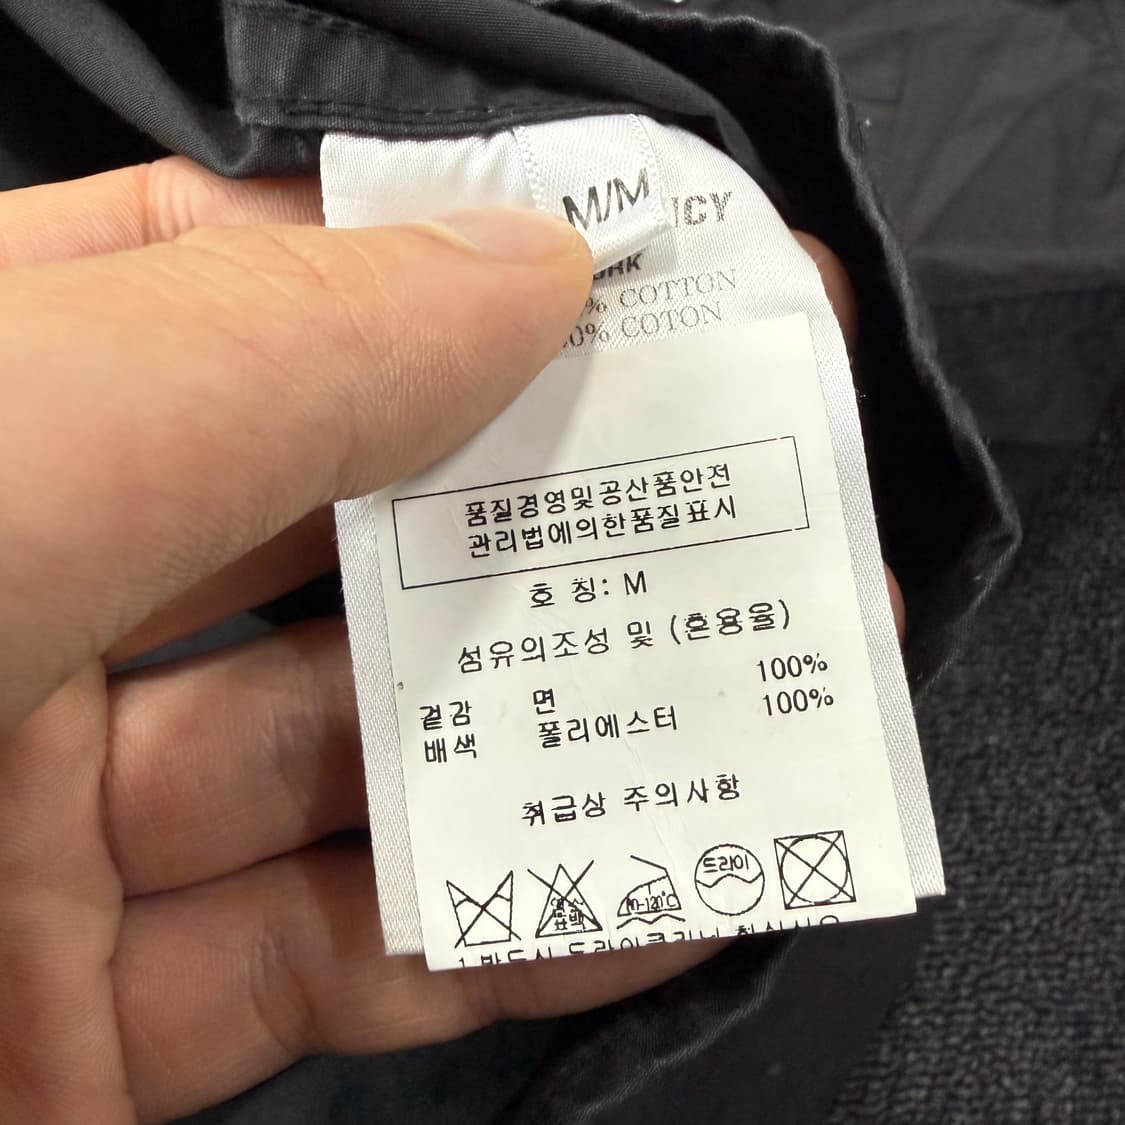 M/M
% COTTON
0% COTON
품질경영및공산품안전
관리법에의한품질표시
호 칭: M
섬유의조성 및 (혼용율)
겉감 면 100%
배색 폴리에스터 100%
취급상 주의사항
드라이